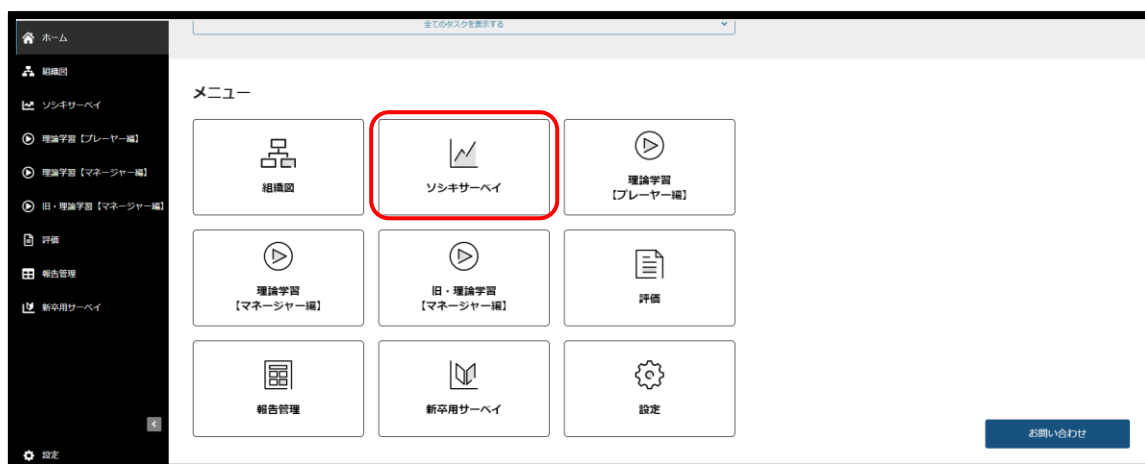 全てのタスクを表示する
ホーム
組織図
ソシキサーベイ
理論学習【プレーヤー編】
理論学習【マネージャー編】
旧・理論学習【マネージャー編】
評価
報告管理
新卒用サーベイ
設定
メニュー
組織図
ソシキサーベイ
理論学習
【プレーヤー編】
理論学習
【マネージャー編】
旧・理論学習
【マネージャー編】
評価
報告管理
新卒用サーベイ
設定
お問い合わせ